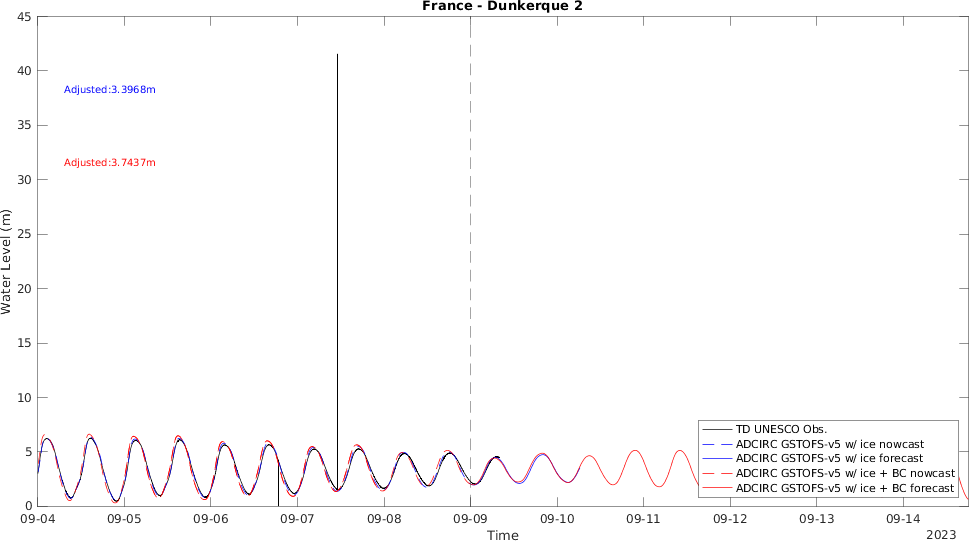 France - Dunkerque 2
45
40
35
30
25
20
15
10
5
0
Water Level (m)
Adjusted:3.3968m
Adjusted:3.7437m
TD UNESCO Obs.
ADCIRC GSTOFS-v5 w/ ice nowcast
ADCIRC GSTOFS-v5 w/ ice forecast
ADCIRC GSTOFS-v5 w/ ice + BC nowcast
ADCIRC GSTOFS-v5 w/ ice + BC forecast
09-04 09-05 09-06 09-07 09-08 09-09 09-10 09-11 09-12 09-13 09-14
Time
2023